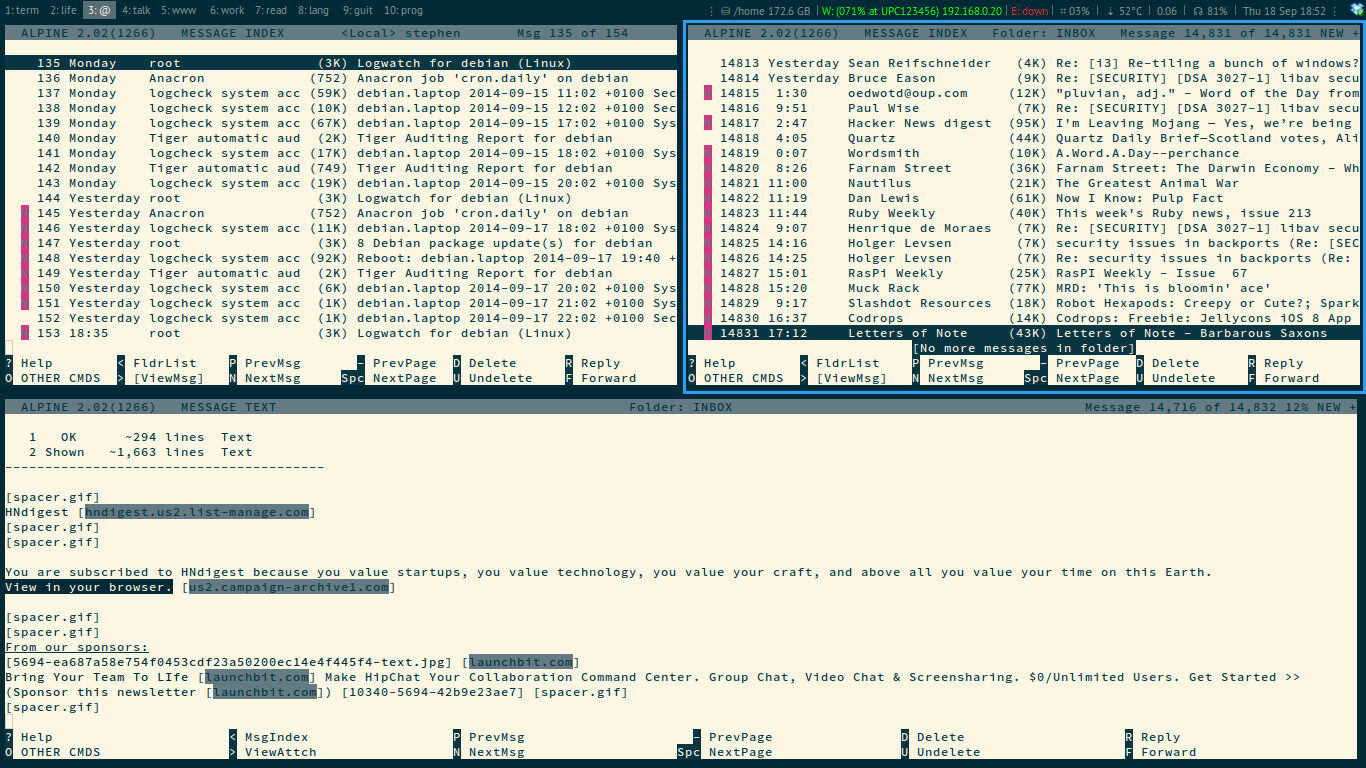 1: term 2: life 3: @ 4: talk 5: www 6: work 7: read 8: lang 9: guit 10: prog
/home 172.6 GB W: (071% at UPC123456) 192.168.0.20 E: down 03% 52°C 0.06 81% Thu 18 Sep 18:52
ALPINE 2.02(1266) MESSAGE INDEX <Local> stephen Msg 135 of 154
135 Monday root (3K) Logwatch for debian (Linux)
136 Monday Anacron (752) Anacron job 'cron.daily' on debian
137 Monday logcheck system acc (59K) debian.laptop 2014-09-15 11:02 +0100 Sec
138 Monday logcheck system acc (10K) debian.laptop 2014-09-15 12:02 +0100 Sec
139 Monday logcheck system acc (67K) debian.laptop 2014-09-15 17:02 +0100 Sys
140 Monday Tiger automatic aud (2K) Tiger Auditing Report for debian
141 Monday logcheck system acc (17K) debian.laptop 2014-09-15 18:02 +0100 Sys
142 Monday Tiger automatic aud (749) Tiger Auditing Report for debian
143 Monday logcheck system acc (19K) debian.laptop 2014-09-15 20:02 +0100 Sys
144 Yesterday root (3K) Logwatch for debian (Linux)
N 145 Yesterday Anacron (752) Anacron job 'cron.daily' on debian
N 146 Yesterday logcheck system acc (11K) debian.laptop 2014-09-17 18:02 +0100 Sys
N 147 Yesterday root (3K) 8 Debian package update(s) for debian
N 148 Yesterday logcheck system acc (92K) Reboot: debian.laptop 2014-09-17 19:40 +
N 149 Yesterday Tiger automatic aud (2K) Tiger Auditing Report for debian
N 150 Yesterday logcheck system acc (6K) debian.laptop 2014-09-17 20:02 +0100 Sys
N 151 Yesterday logcheck system acc (1K) debian.laptop 2014-09-17 21:02 +0100 Sys
152 Yesterday logcheck system acc (1K) debian.laptop 2014-09-17 22:02 +0100 Sys
N 153 18:35 root (3K) Logwatch for debian (Linux)
? Help < FldrList P PrevMsg - PrevPage D Delete R Reply
O OTHER CMDS > [ViewMsg] N NextMsg Spc NextPage U Undelete F Forward
ALPINE 2.02(1266) MESSAGE INDEX Folder: INBOX Message 14,831 of 14,831 NEW +
14813 Yesterday Sean Reifschneider (4K) Re: [i3] Re-tiling a bunch of windows?
14814 Yesterday Bruce Eason (9K) Re: [SECURITY] [DSA 3027-1] libav secu
N 14815 1:30 oedwotd@oup.com (12K) "pluvian, adj." - Word of the Day from
14816 9:51 Paul Wise (7K) Re: [SECURITY] [DSA 3027-1] libav secu
N 14817 2:47 Hacker News digest (95K) I'm Leaving Mojang – Yes, we're being
14818 4:05 Quartz (44K) Quartz Daily Brief—Scotland votes, Ali
N 14819 0:07 Wordsmith (10K) A.Word.A.Day--perchance
N 14820 8:26 Farnam Street (36K) Farnam Street: The Darwin Economy – Wh
N 14821 11:00 Nautilus (21K) The Greatest Animal War
N 14822 11:19 Dan Lewis (61K) Now I Know: Pulp Fact
N 14823 11:44 Ruby Weekly (40K) This week's Ruby news, issue 213
N 14824 9:07 Henrique de Moraes (7K) Re: [SECURITY] [DSA 3027-1] libav secu
N 14825 14:16 Holger Levsen (7K) security issues in backports (Re: [SEC
N 14826 14:25 Holger Levsen (7K) Re: security issues in backports (Re:
N 14827 15:01 RasPi Weekly (25K) RasPi Weekly - Issue 67
N 14828 15:20 Muck Rack (77K) MRD: 'This is bloomin' ace'
N 14829 9:17 Slashdot Resources (18K) Robot Hexapods: Creepy or Cute?; Spark
N 14830 16:37 Codrops (14K) Codrops: Freebie: Jellycons iOS 8 App
N 14831 17:12 Letters of Note (43K) Letters of Note - Barbarous Saxons
[No more messages in folder]
? Help < FldrList P PrevMsg - PrevPage D Delete R Reply
O OTHER CMDS > [ViewMsg] N NextMsg Spc NextPage U Undelete F Forward
ALPINE 2.02(1266) MESSAGE TEXT Folder: INBOX Message 14,716 of 14,832 12% NEW +
1 OK ~294 lines Text
2 Shown ~1,663 lines Text
----------------------------------------
[spacer.gif]
HNdigest [hndigest.us2.list-manage.com]
[spacer.gif]
[spacer.gif]
You are subscribed to HNdigest because you value startups, you value technology, you value your craft, and above all you value your time on this Earth.
View in your browser. [us2.campaign-archive1.com]
[spacer.gif]
[spacer.gif]
From our sponsors:
[5694-ea687a58e754f0453cdf23a50200ec14e4f445f4-text.jpg] [launchbit.com]
Bring Your Team To LIfe [launchbit.com] Make HipChat Your Collaboration Command Center. Group Chat, Video Chat & Screensharing. $0/Unlimited Users. Get Started >>
(Sponsor this newsletter [launchbit.com]) [10340-5694-42b9e23ae7] [spacer.gif]
[spacer.gif]
? Help < MsgIndex P PrevMsg - PrevPage D Delete R Reply
O OTHER CMDS > ViewAttch N NextMsg Spc NextPage U Undelete F Forward